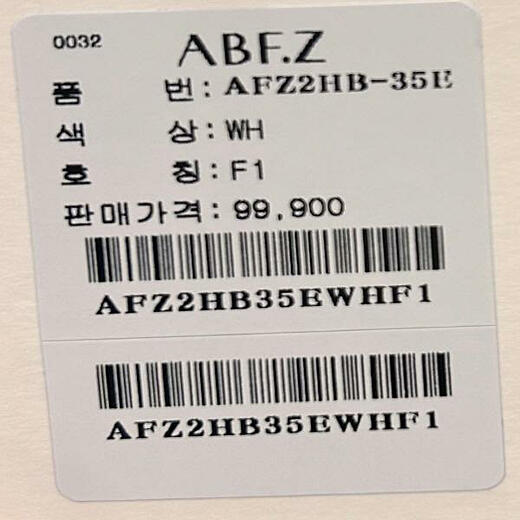 0032
ABF.Z
품 번 : AFZ2HB-35E
색 상 : WH
호 칭 : F1
판매가격 : 99,900
AFZ2HB35EWHF1
AFZ2HB35EWHF1